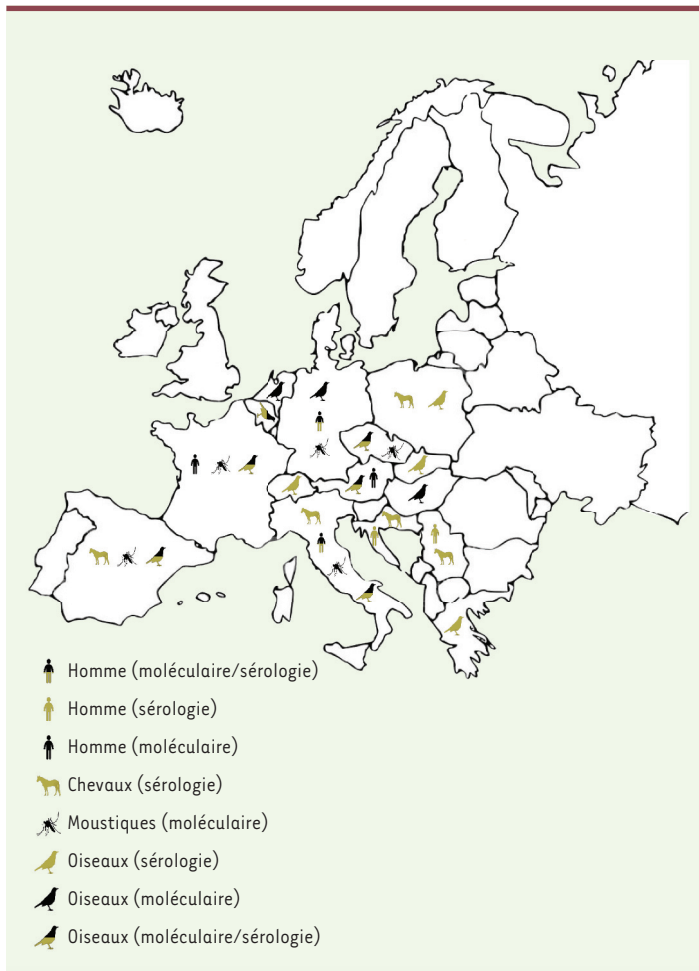 Homme (moléculaire/sérologie)
Homme (sérologie)
Homme (moléculaire)
Chevaux (sérologie)
Moustiques (moléculaire)
Oiseaux (sérologie)
Oiseaux (moléculaire)
Oiseaux (moléculaire/sérologie)